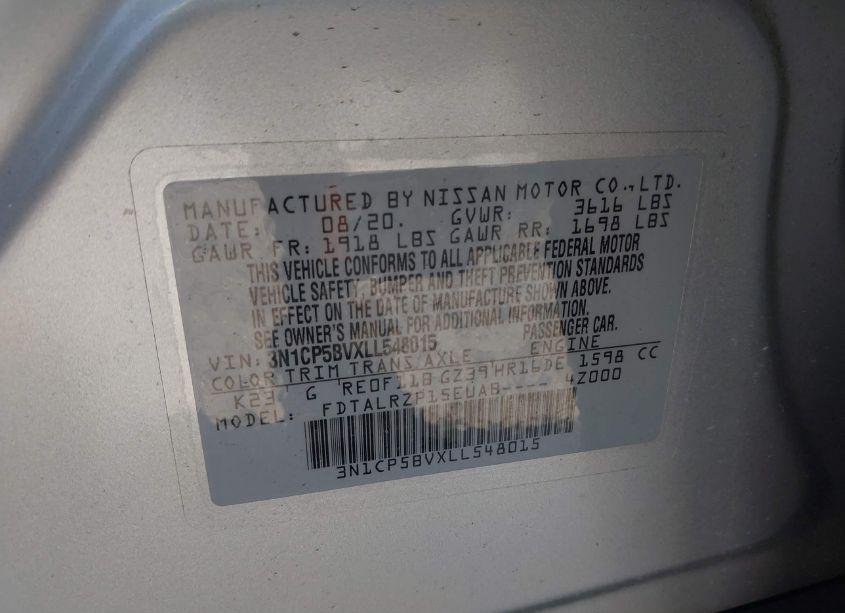 MANUFACTURED BY NISSAN MOTOR CO., LTD.
DATE: 08/20. GVWR: 3616 LBS
GAWR FR: 1918 LBS GAWR RR: 1698 LBS
THIS VEHICLE CONFORMS TO ALL APPLICABLE FEDERAL MOTOR
VEHICLE SAFETY, BUMPER AND THEFT PREVENTION STANDARDS
IN EFFECT ON THE DATE OF MANUFACTURE SHOWN ABOVE.
SEE OWNER'S MANUAL FOR ADDITIONAL INFORMATION.
VIN: 3N1CP5BVXLL548015 PASSENGER CAR.
COLOR TRIM TRANS/AXLE ENGINE
K23 G RE0F11B GZ39 HR16DE 1598 CC
MODEL: FDTALRZP15EUAB---- 4Z000
3N1CP5BVXLL548015